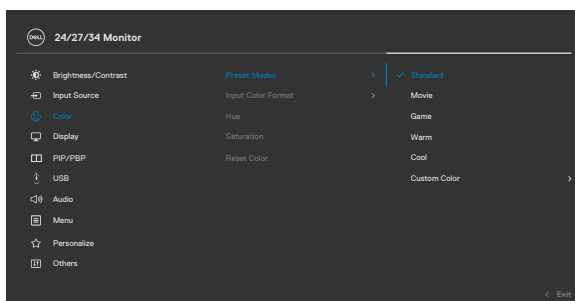 DELL 24/27/34 Monitor
Brightness/Contrast Preset Modes > ✓ Standard
Input Source Input Color Format > Movie
Color Hue Game
Display Saturation Warm
PIP/PBP Reset Color Cool
USB Custom Color >
Audio
Menu
Personalize
Others
< Exit